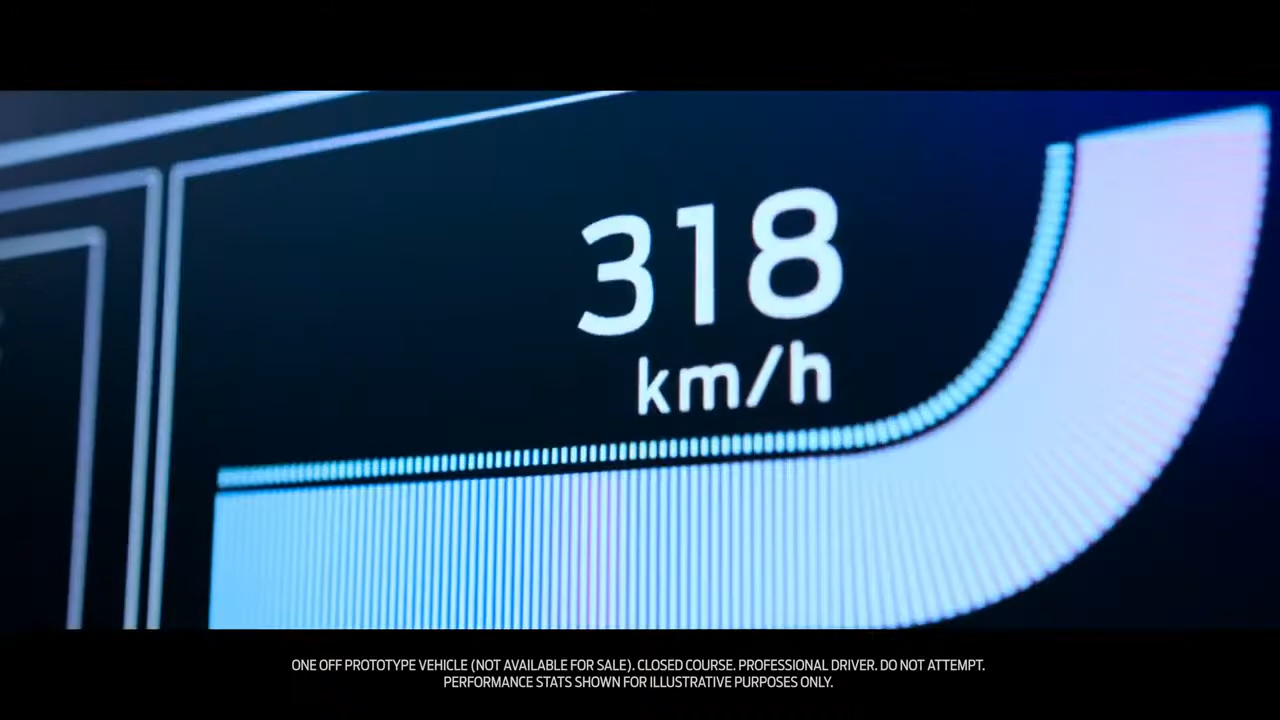 318
km/h
ONE OFF PROTOTYPE VEHICLE (NOT AVAILABLE FOR SALE). CLOSED COURSE. PROFESSIONAL DRIVER. DO NOT ATTEMPT.
PERFORMANCE STATS SHOWN FOR ILLUSTRATIVE PURPOSES ONLY.